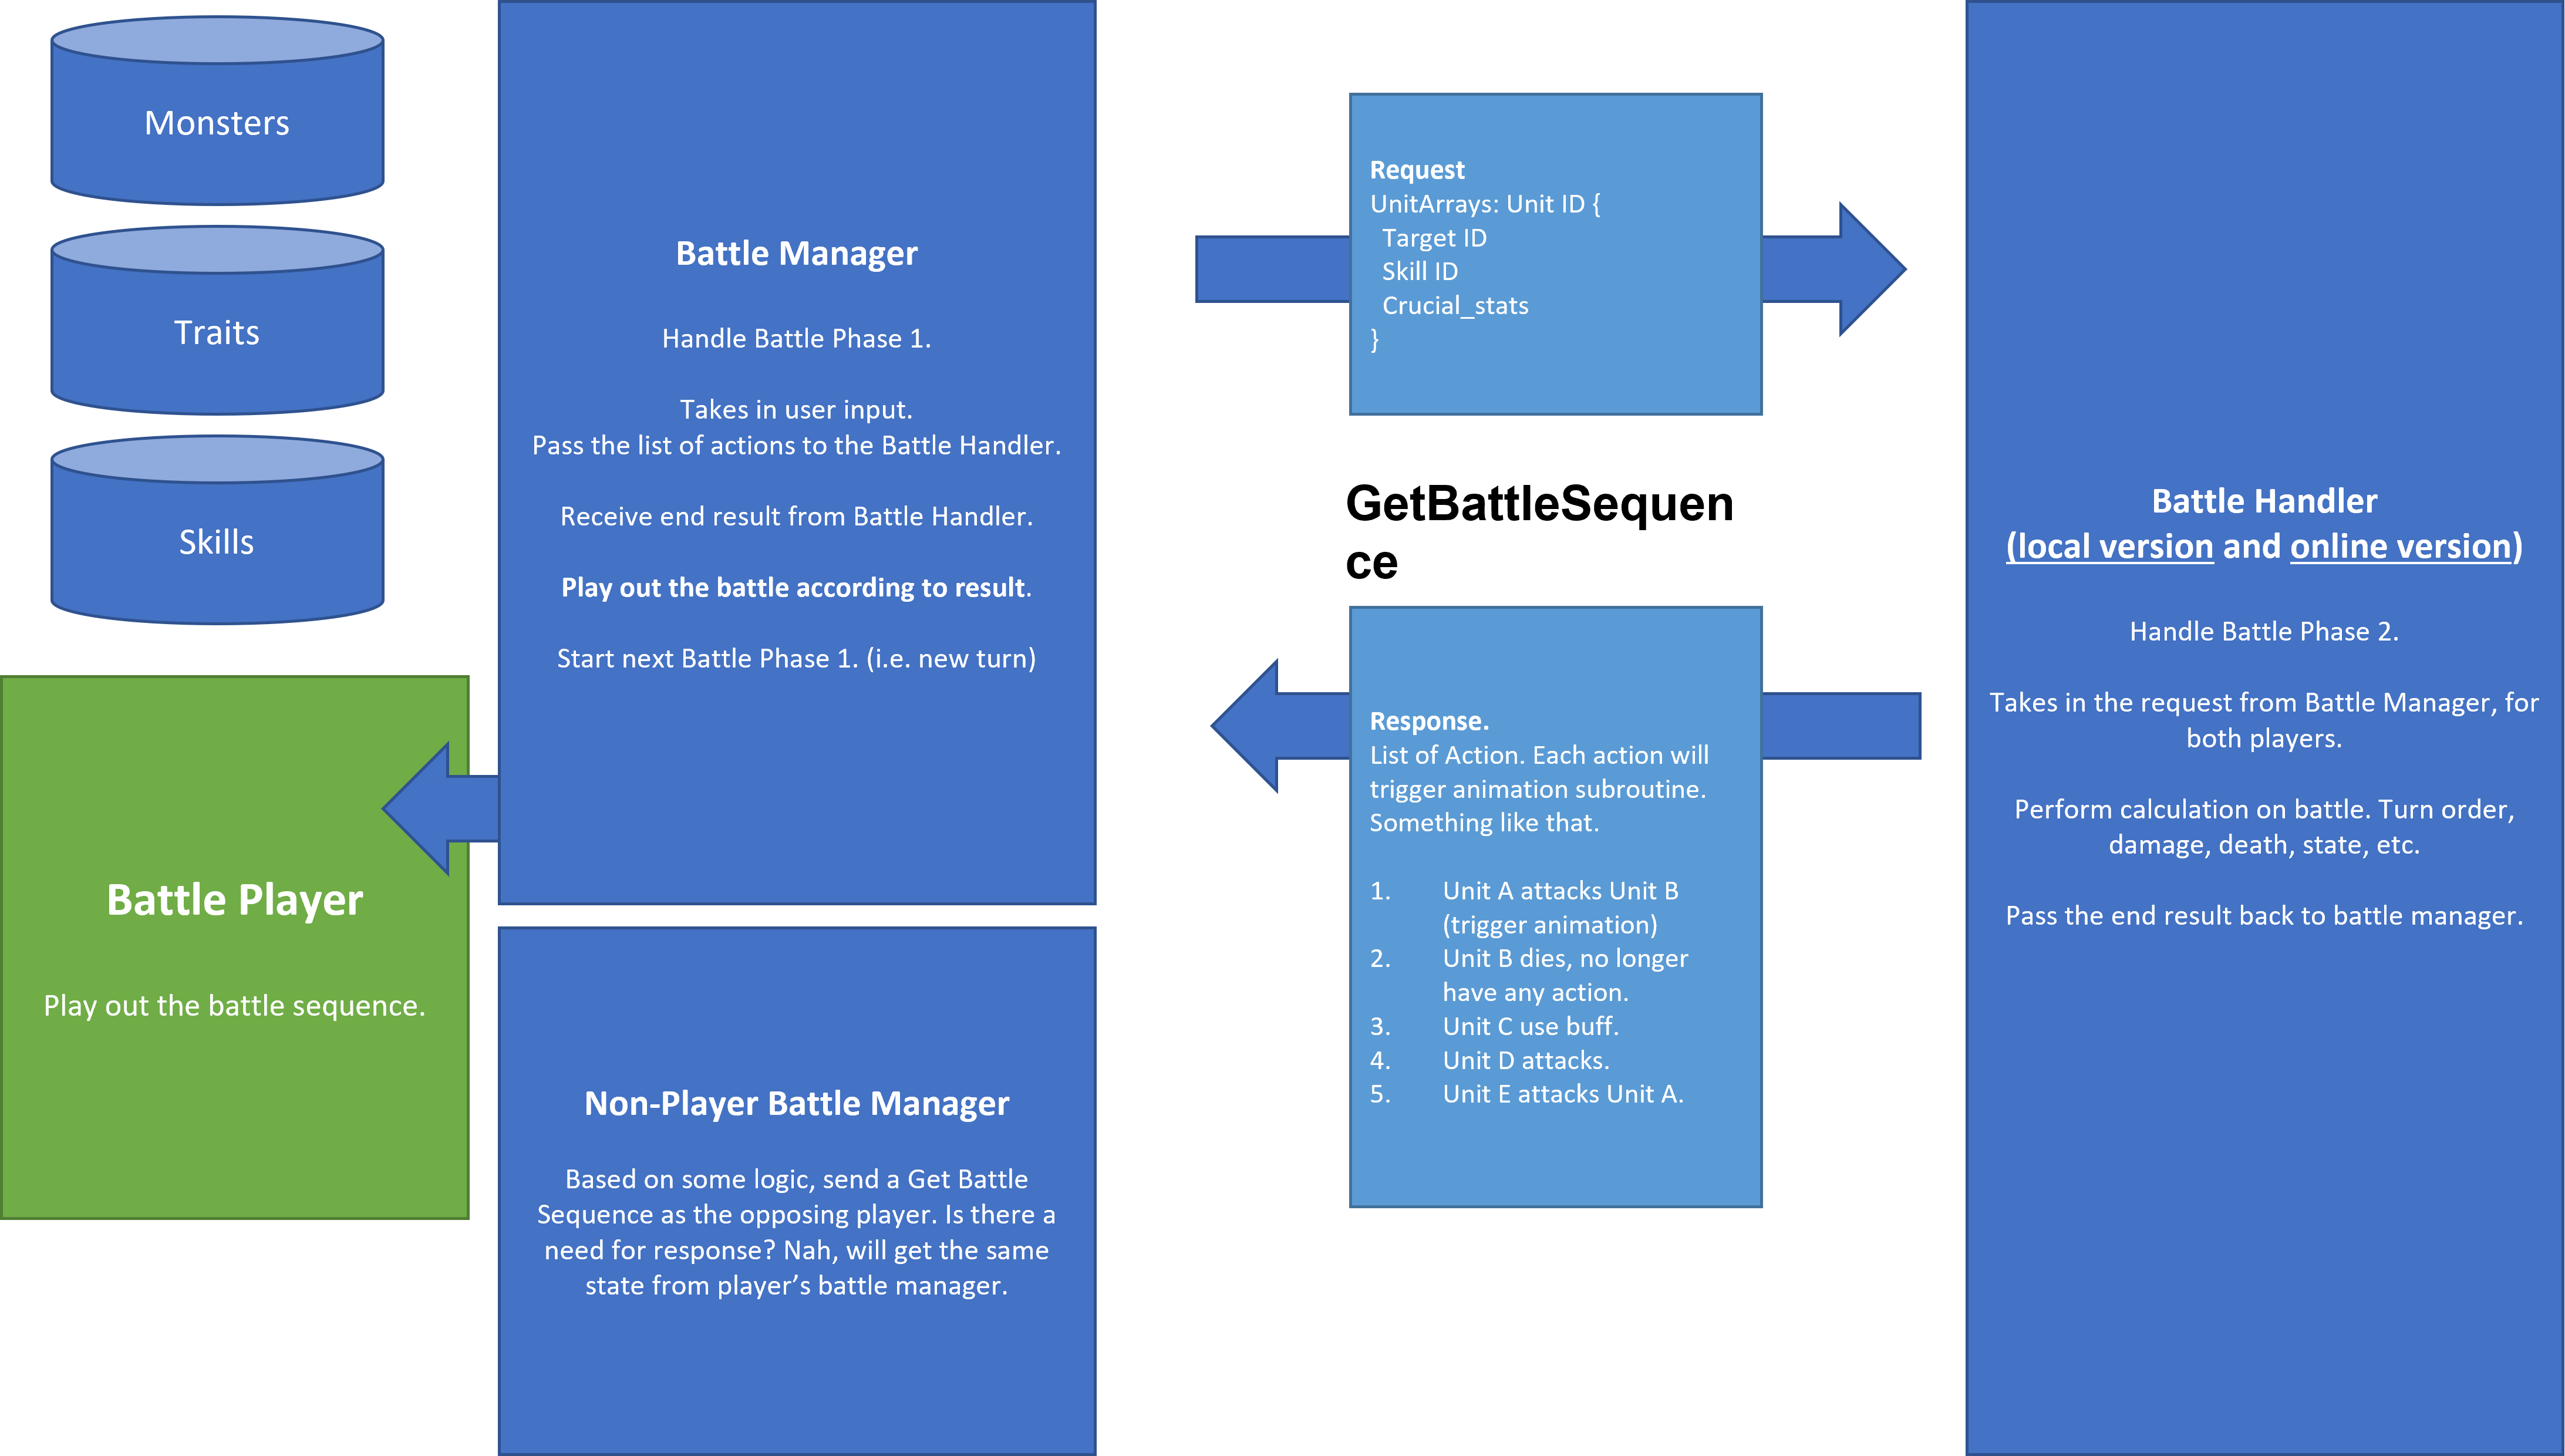 Monsters
Traits
Skills
Battle Player
Play out the battle sequence.
Battle Manager
Handle Battle Phase 1.
Takes in user input.
Pass the list of actions to the Battle Handler.
Receive end result from Battle Handler.
Play out the battle according to result.
Start next Battle Phase 1. (i.e. new turn)
Non-Player Battle Manager
Based on some logic, send a Get Battle
Sequence as the opposing player. Is there a
need for response? Nah, will get the same
state from player’s battle manager.
Request
UnitArrays: Unit ID {
Target ID
Skill ID
Crucial_stats
}
GetBattleSequen
ce
Response.
List of Action. Each action will
trigger animation subroutine.
Something like that.
1. Unit A attacks Unit B
(trigger animation)
2. Unit B dies, no longer
have any action.
3. Unit C use buff.
4. Unit D attacks.
5. Unit E attacks Unit A.
Battle Handler
(local version and online version)
Handle Battle Phase 2.
Takes in the request from Battle Manager, for
both players.
Perform calculation on battle. Turn order,
damage, death, state, etc.
Pass the end result back to battle manager.